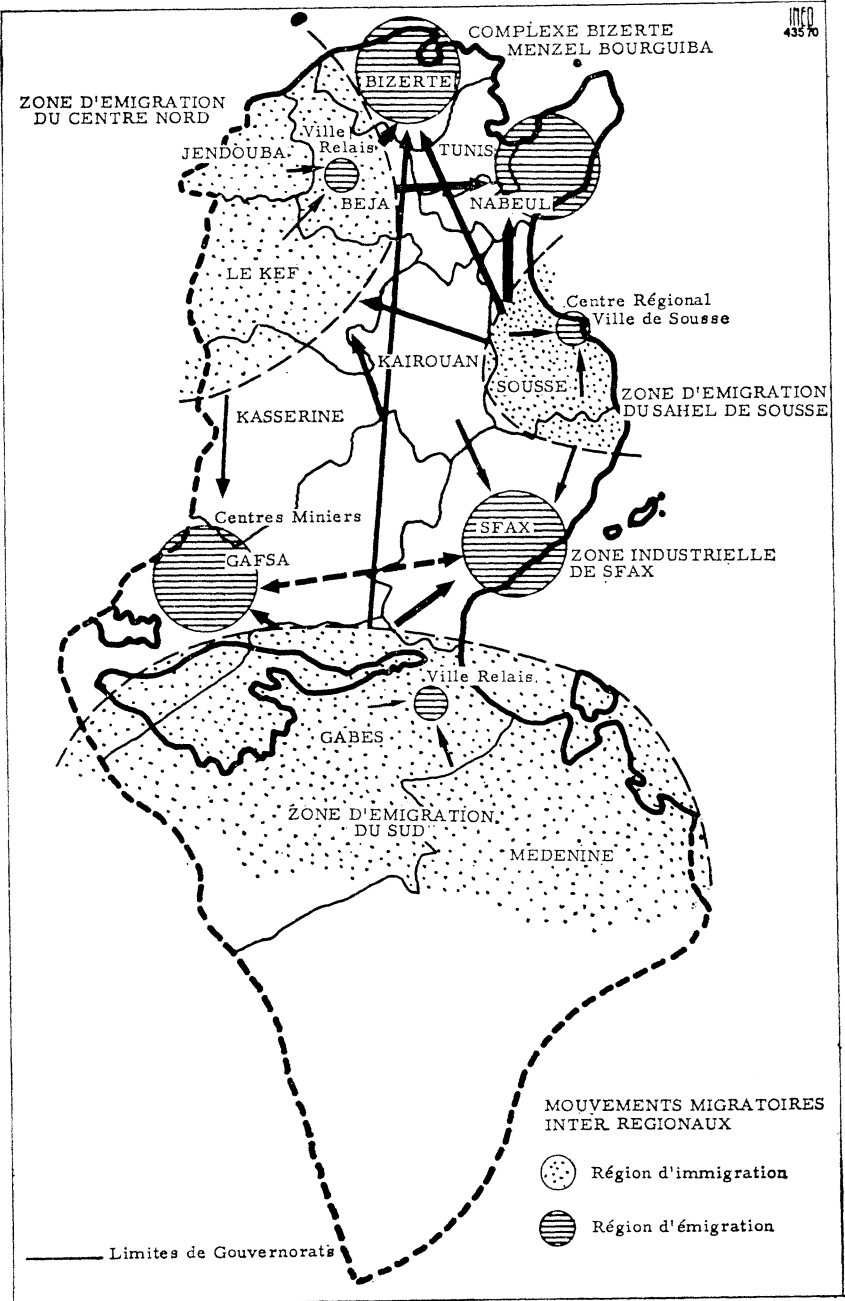 INED
435 70
COMPLEXE BIZERTE
MENZEL BOURGUIBA
BIZERTE
ZONE D'EMIGRATION
DU CENTRE NORD
Ville
Relais
JENDOUBA
TUNIS
BEJA
NABEUL
LE KEF
Centre Régional
Ville de Sousse
KAIROUAN
SOUSSE
ZONE D'EMIGRATION
DU SAHEL DE SOUSSE
KASSERINE
Centres Miniers
SFAX
GAFSA
ZONE INDUSTRIELLE
DE SFAX
Ville Relais
GABES
ZONE D'EMIGRATION
DU SUD
MEDENINE
MOUVEMENTS MIGRATOIRES
INTER REGIONAUX
Région d'immigration
Région d'émigration
Limites de Gouvernorats